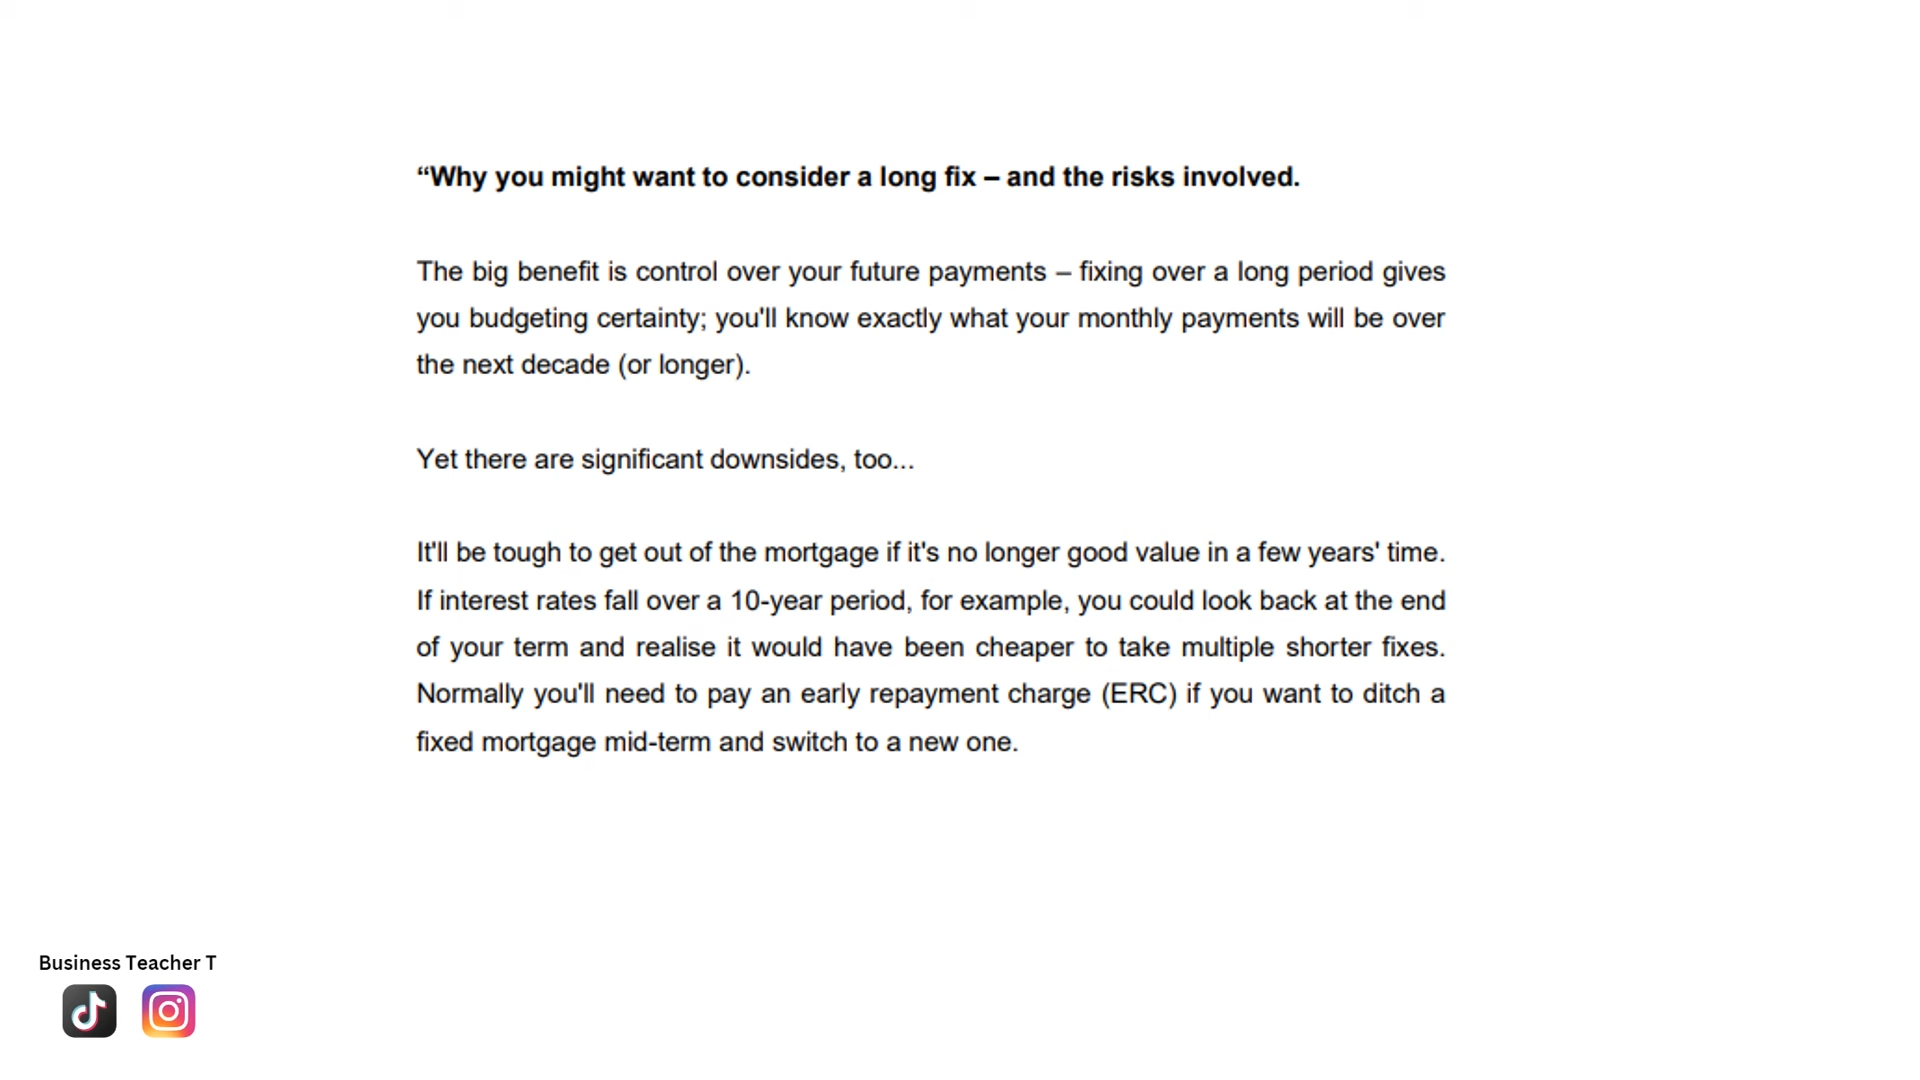 “Why you might want to consider a long fix – and the risks involved.
The big benefit is control over your future payments – fixing over a long period gives
you budgeting certainty; you'll know exactly what your monthly payments will be over
the next decade (or longer).
Yet there are significant downsides, too...
It'll be tough to get out of the mortgage if it's no longer good value in a few years' time.
If interest rates fall over a 10-year period, for example, you could look back at the end
of your term and realise it would have been cheaper to take multiple shorter fixes.
Normally you'll need to pay an early repayment charge (ERC) if you want to ditch a
fixed mortgage mid-term and switch to a new one.
Business Teacher T